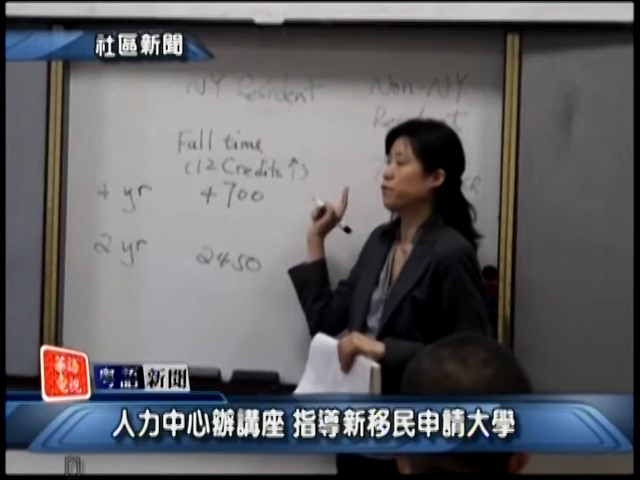 社區新聞
NY Resident
Non-NY
Resident
Full time
(12 Credits ↑)
4 yr
4700
2 yr
2450
粵語 新聞
人力中心辦講座 指導新移民申請大學